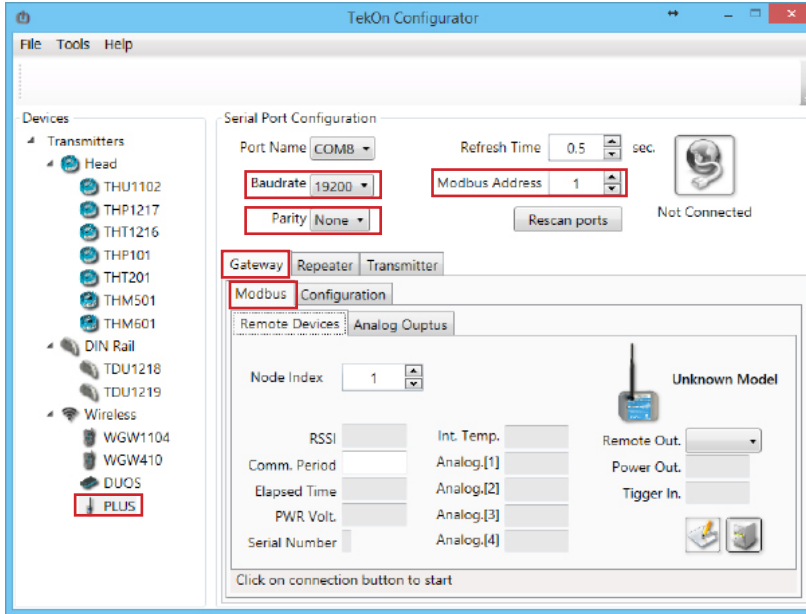 TekOn Configurator
File Tools Help
Devices
Transmitters
Head
THU1102
THP1217
THT1216
THP101
THT201
THM501
THM601
DIN Rail
TDU1218
TDU1219
Wireless
WGW1104
WGW410
DUOS
PLUS
Serial Port Configuration
Port Name COM8 Refresh Time 0.5 sec.
Baudrate 19200 Modbus Address 1
Parity None Rescan ports Not Connected
Gateway Repeater Transmitter
Modbus Configuration
Remote Devices Analog Ouptus
Node Index 1 Unknown Model
RSSI Int. Temp. Remote Out.
Comm. Period Analog.[1] Power Out.
Elapsed Time Analog.[2] Tigger In.
PWR Volt. Analog.[3]
Serial Number Analog.[4]
Click on connection button to start